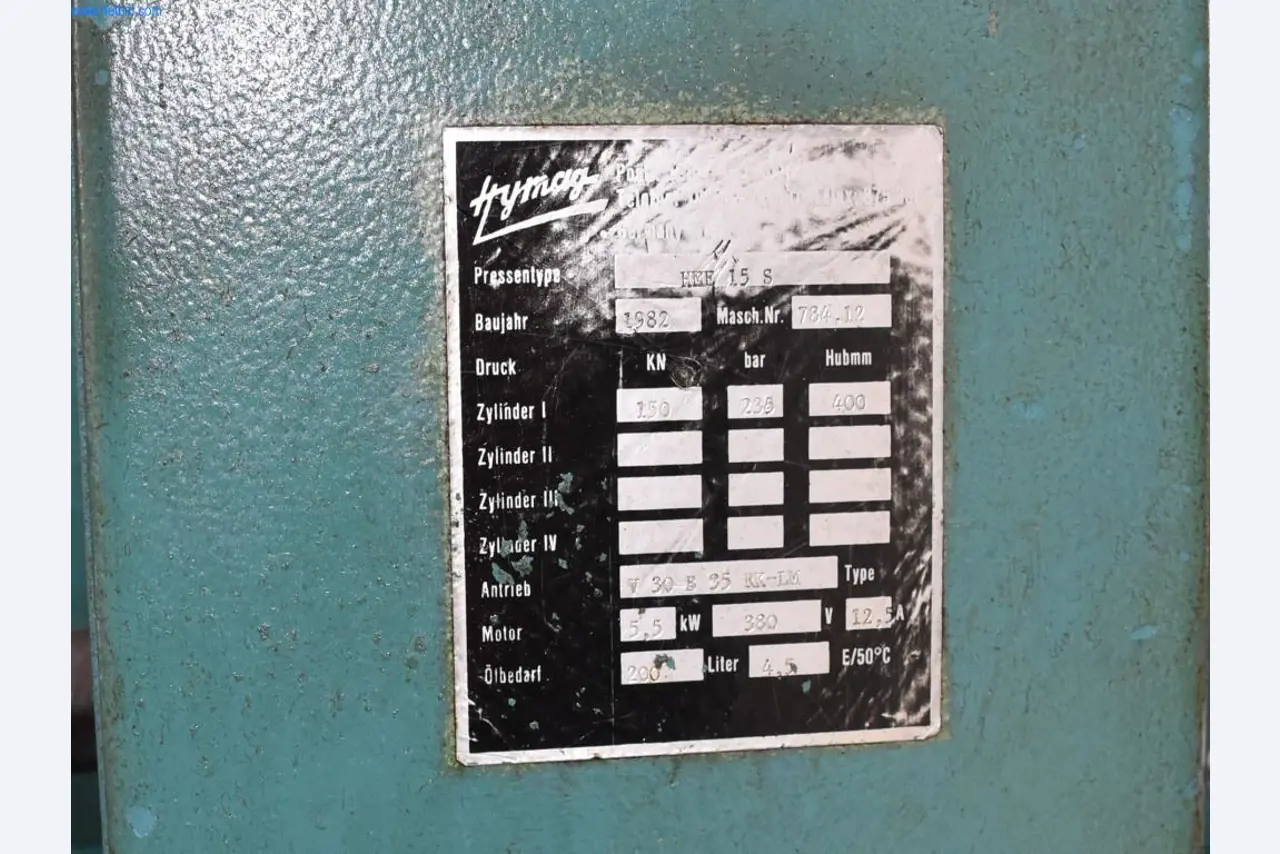 Hymag
Pressentype HEE 15 S
Baujahr 1982 Masch.Nr. 784.12
Druck KN bar Hubmm
Zylinder I 150 235 400
Zylinder II
Zylinder III
Zylinder IV
Antrieb V 30 E 35 KK-LM Type
Motor 5,5 kW 380 V 12,5 A
Ölbedarf 200 Liter 4,5 E/50°C